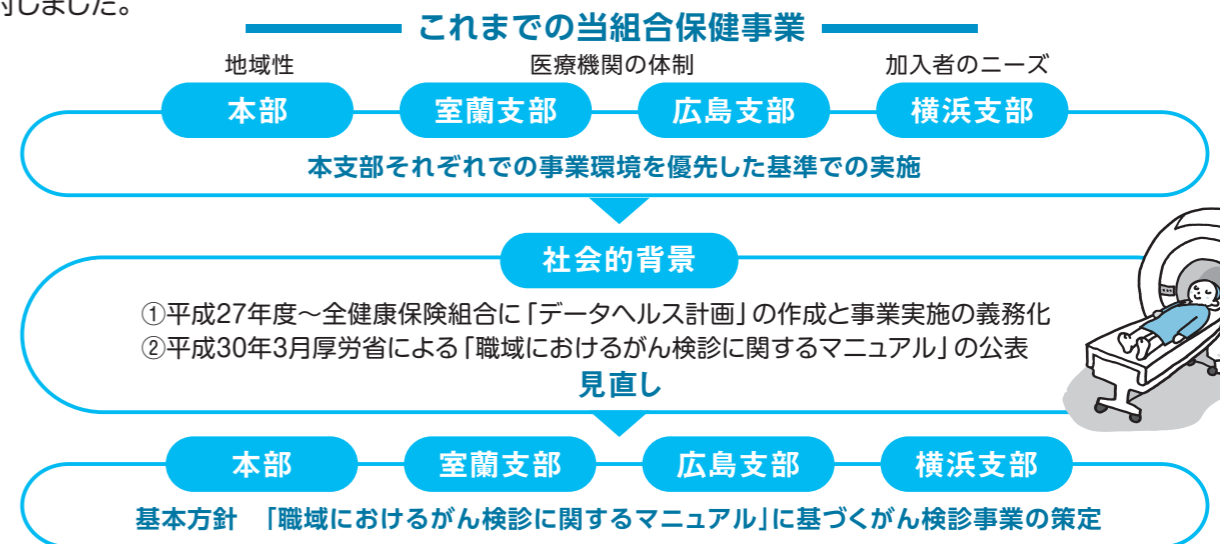 討しました。
これまでの当組合保健事業
地域性 医療機関の体制 加入者のニーズ
本部 室蘭支部 広島支部 横浜支部
本支部それぞれでの事業環境を優先した基準での実施
社会的背景
①平成27年度～全健康保険組合に「データヘルス計画」の作成と事業実施の義務化
②平成30年3月厚労省による「職域におけるがん検診に関するマニュアル」の公表
見直し
本部 室蘭支部 広島支部 横浜支部
基本方針 「職域におけるがん検診に関するマニュアル」に基づくがん検診事業の策定